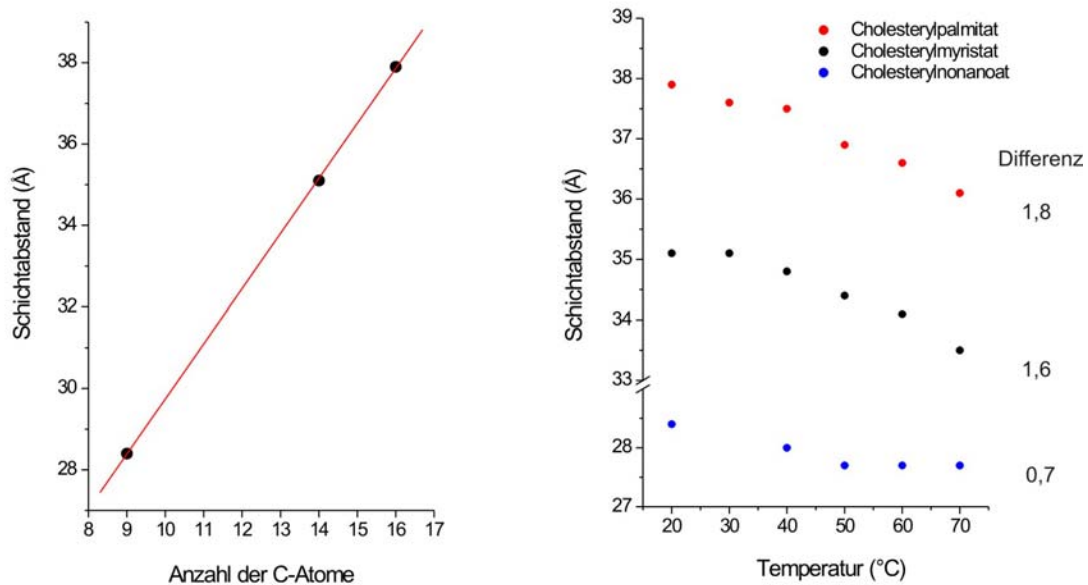 Schichtabstand (Å)
38
36
34
32
30
28
8 9 10 11 12 13 14 15 16 17
Anzahl der C-Atome
Schichtabstand (Å)
39
38
37
36
35
34
33
28
27
20 30 40 50 60 70
Temperatur (°C)
Cholesterylpalmitat
Cholesterylmyristat
Cholesterylnonanoat
Differenz
1,8
1,6
0,7